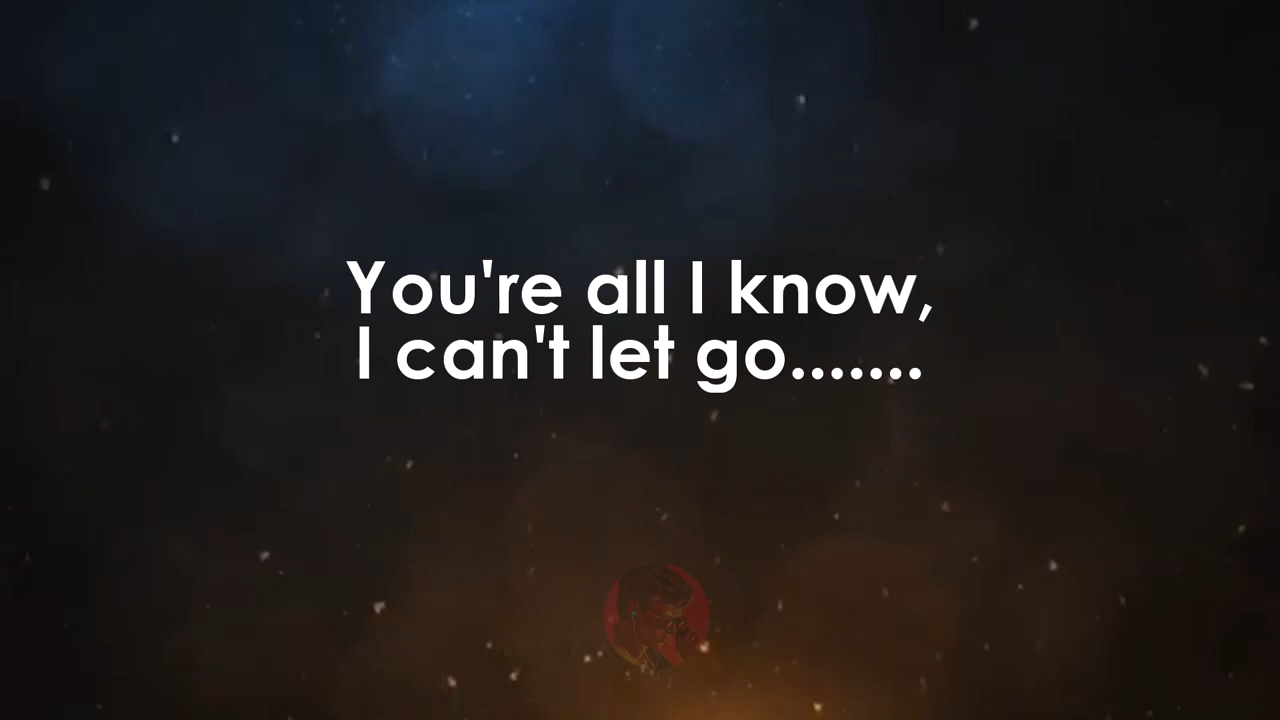 You're all I know,
I can't let go.......